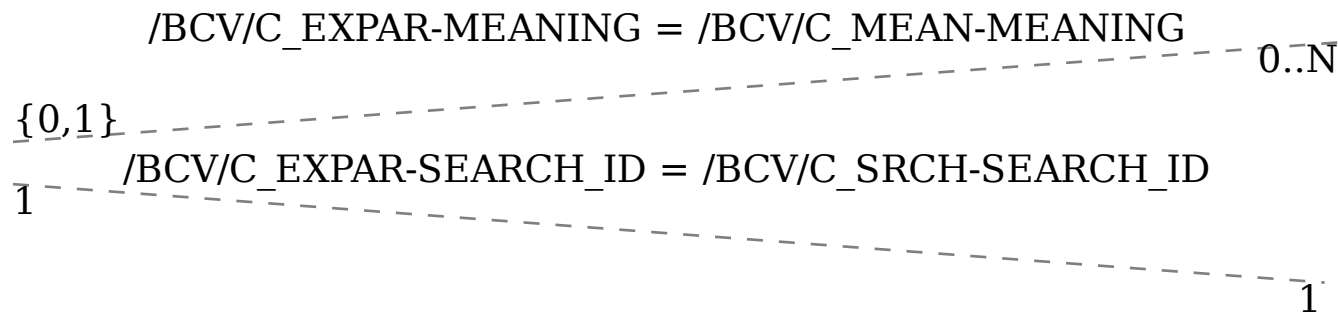 /BCV/C_EXPAR-MEANING = /BCV/C_MEAN-MEANING
0..N
{0,1}
/BCV/C_EXPAR-SEARCH_ID = /BCV/C_SRCH-SEARCH_ID
1
1